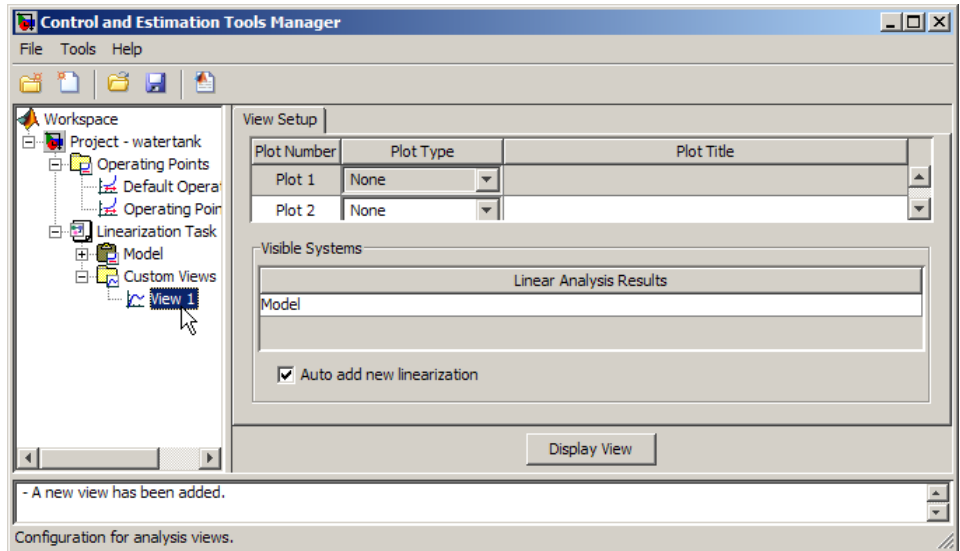 Control and Estimation Tools Manager
File Tools Help
Workspace
Project - watertank
Operating Points
Default Opera
Operating Poin
Linearization Task
Model
Custom Views
View 1
View Setup
Plot Number Plot Type Plot Title
Plot 1 None
Plot 2 None
Visible Systems
Linear Analysis Results
Model
Auto add new linearization
Display View
- A new view has been added.
Configuration for analysis views.